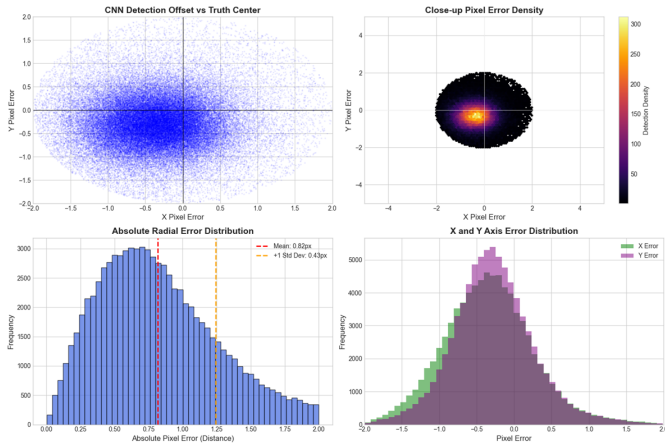 CNN Detection Offset vs Truth Center
Y Pixel Error
2.0
1.5
1.0
0.5
0.0
-0.5
-1.0
-1.5
-2.0
-2.0 -1.5 -1.0 -0.5 0.0 0.5 1.0 1.5 2.0
X Pixel Error
Close-up Pixel Error Density
Y Pixel Error
4
2
0
-2
-4
-4 -2 0 2 4
X Pixel Error
300
250
200
150
100
50
Detection Density
Absolute Radial Error Distribution
Mean: 0.82px
+1 Std Dev: 0.43px
Frequency
3000
2500
2000
1500
1000
500
0
0.00 0.25 0.50 0.75 1.00 1.25 1.50 1.75 2.00
Absolute Pixel Error (Distance)
X and Y Axis Error Distribution
X Error
Y Error
Frequency
5000
4000
3000
2000
1000
0
-2.0 -1.5 -1.0 -0.5 0.0 0.5 1.0 1.5 2.0
Pixel Error